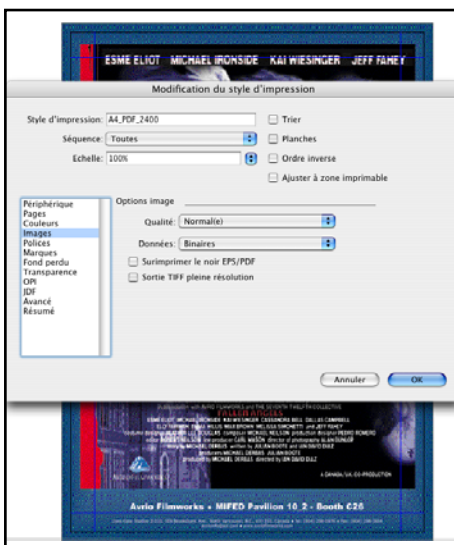 ESME ELIOT MICHAEL IRONSIDE KAI WIESINGER JEFF FAHEY
Modification du style d'impression
Style d'impression: A4_PDF_2400
Trier
Séquence: Toutes
Planches
Echelle: 100%
Ordre inverse
Ajuster à zone imprimable
Périphérique
Pages
Couleurs
Images
Polices
Marques
Fond perdu
Transparence
OPI
JDF
Avancé
Résumé
Options image
Qualité: Normal(e)
Données: Binaires
Surimprimer le noir EPS/PDF
Sortie TIFF pleine résolution
Annuler
OK
FALLEN ANGELS
A CANADA/U.K. CO-PRODUCTION
Avrio Filmworks • MIFED Pavilion 10_2 - Booth C26